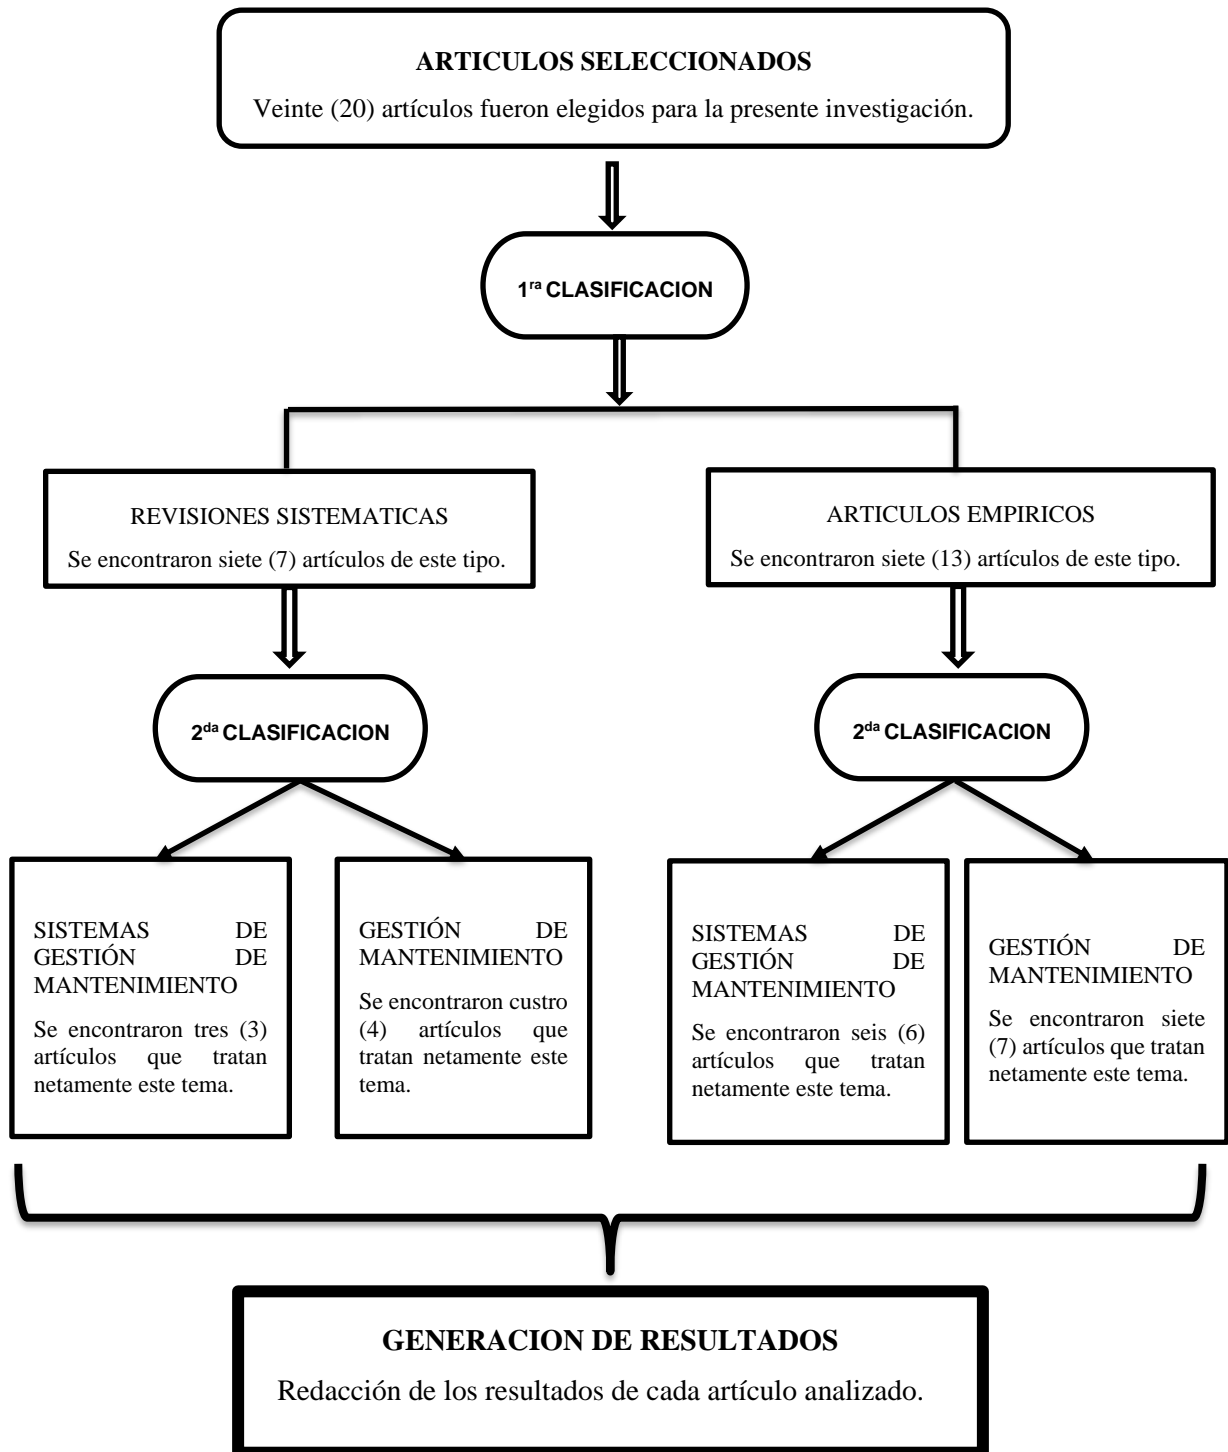 ARTICULOS SELECCIONADOS
Veinte (20) artículos fueron elegidos para la presente investigación.
1ra CLASIFICACION
REVISIONES SISTEMATICAS
Se encontraron siete (7) artículos de este tipo.
ARTICULOS EMPIRICOS
Se encontraron siete (13) artículos de este tipo.
2da CLASIFICACION
2da CLASIFICACION
SISTEMAS DE
GESTIÓN DE
MANTENIMIENTO
Se encontraron tres (3)
artículos que tratan
netamente este tema.
GESTIÓN DE
MANTENIMIENTO
Se encontraron custro
(4) artículos que
tratan netamente este
tema.
SISTEMAS DE
GESTIÓN DE
MANTENIMIENTO
Se encontraron seis (6)
artículos que tratan
netamente este tema.
GESTIÓN DE
MANTENIMIENTO
Se encontraron siete
(7) artículos que tratan
netamente este tema.
GENERACION DE RESULTADOS
Redacción de los resultados de cada artículo analizado.